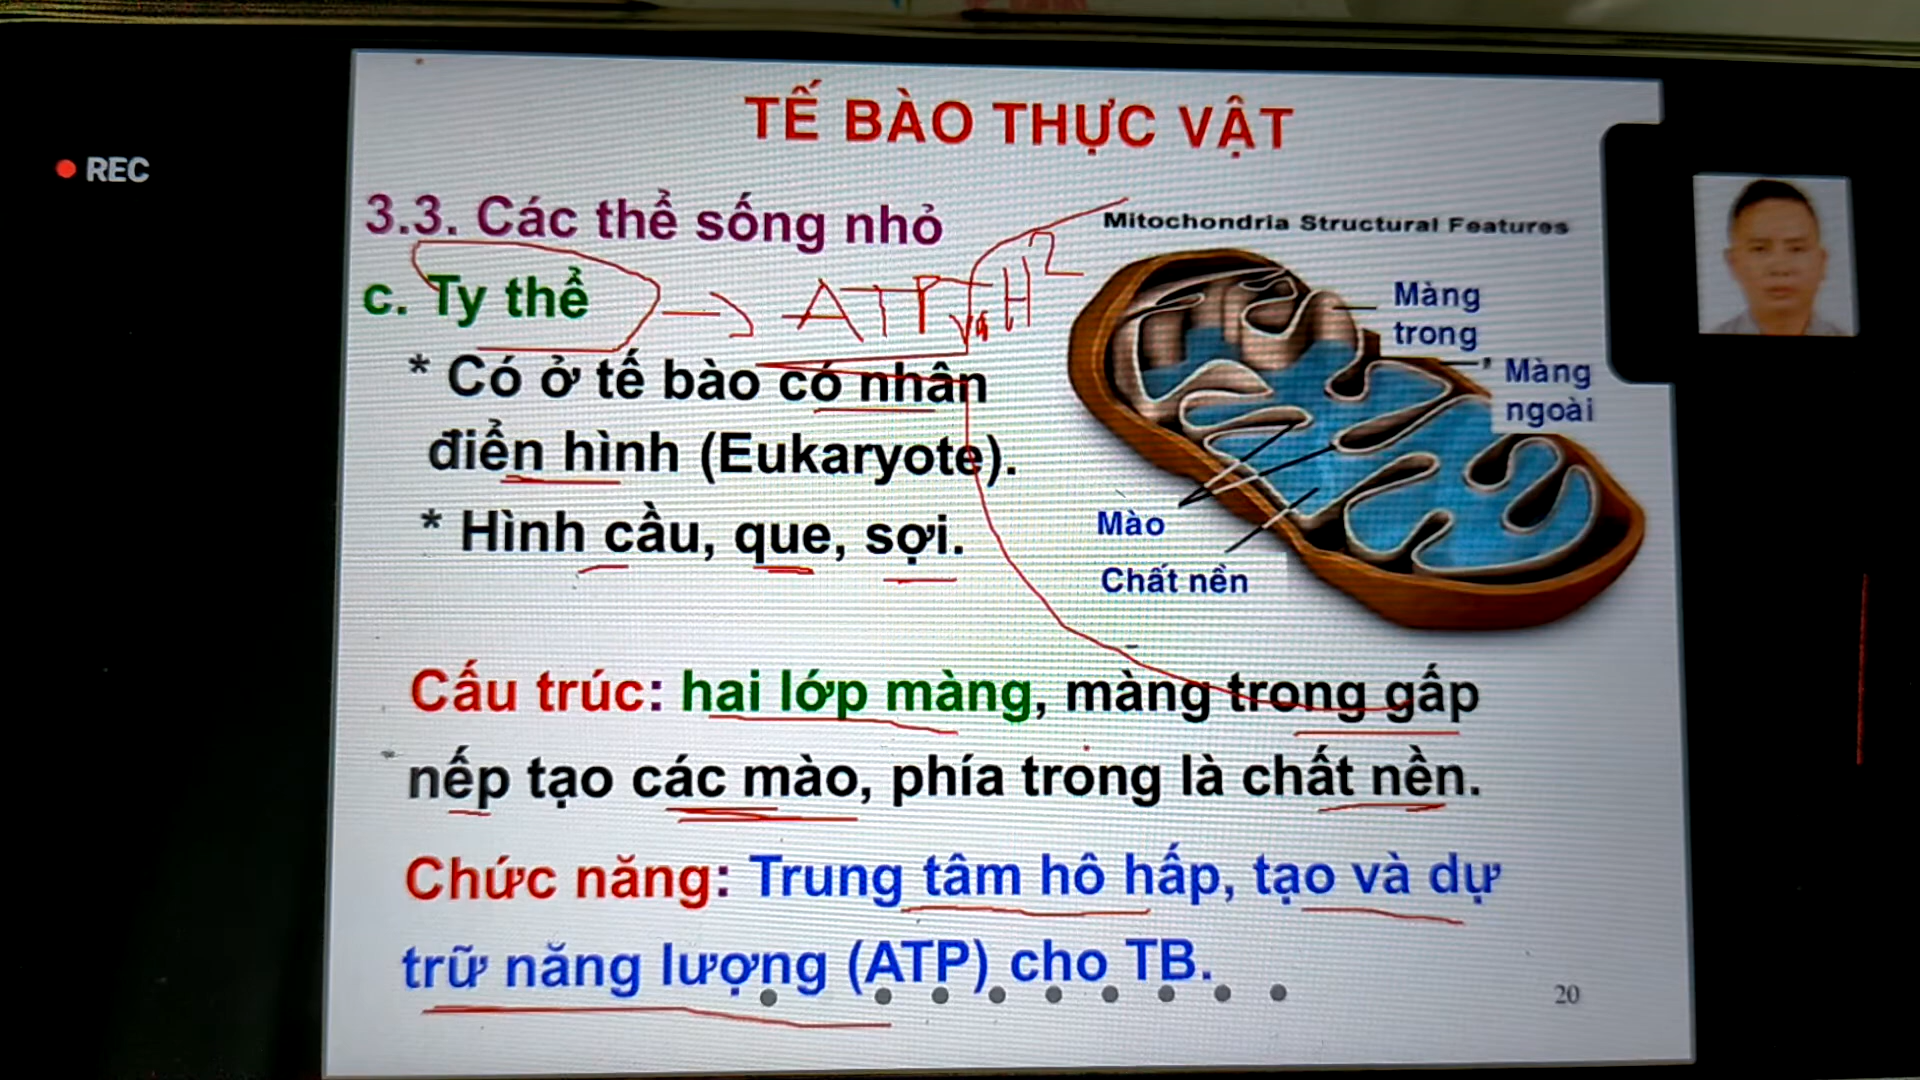 REC
TẾ BÀO THỰC VẬT
3.3. Các thể sống nhỏ
c. Ty thể
ATP
H2
* Có ở tế bào có nhân
điển hình (Eukaryote).
* Hình cầu, que, sợi.
Mitochondria Structural Features
Màng
trong
Màng
ngoài
Mào
Chất nền
Cấu trúc: hai lớp màng, màng trong gấp
nếp tạo các mào, phía trong là chất nền.
Chức năng: Trung tâm hô hấp, tạo và dự
trữ năng lượng (ATP) cho TB.
20